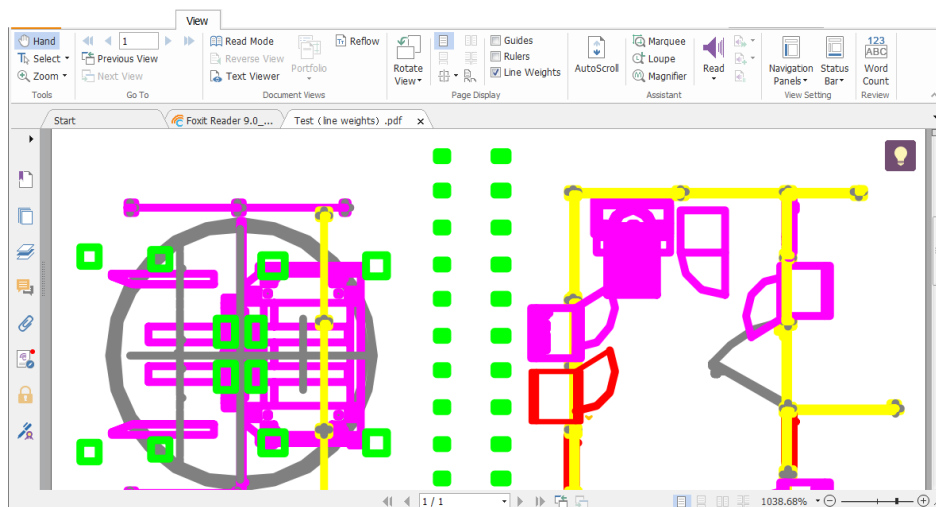 View
Hand
Select
Zoom
Tools
1
Previous View
Next View
Go To
Read Mode
Reverse View
Text Viewer
Portfolio
Reflow
Document Views
Rotate
View
Guides
Rulers
Line Weights
Page Display
AutoScroll
Marquee
Loupe
Magnifier
Read
Assistant
Navigation
Panels
Status
Bar
View Setting
123
ABC
Word
Count
Review
Start
Foxit Reader 9.0_...
Test (line weights) .pdf
1 / 1
1038.68%